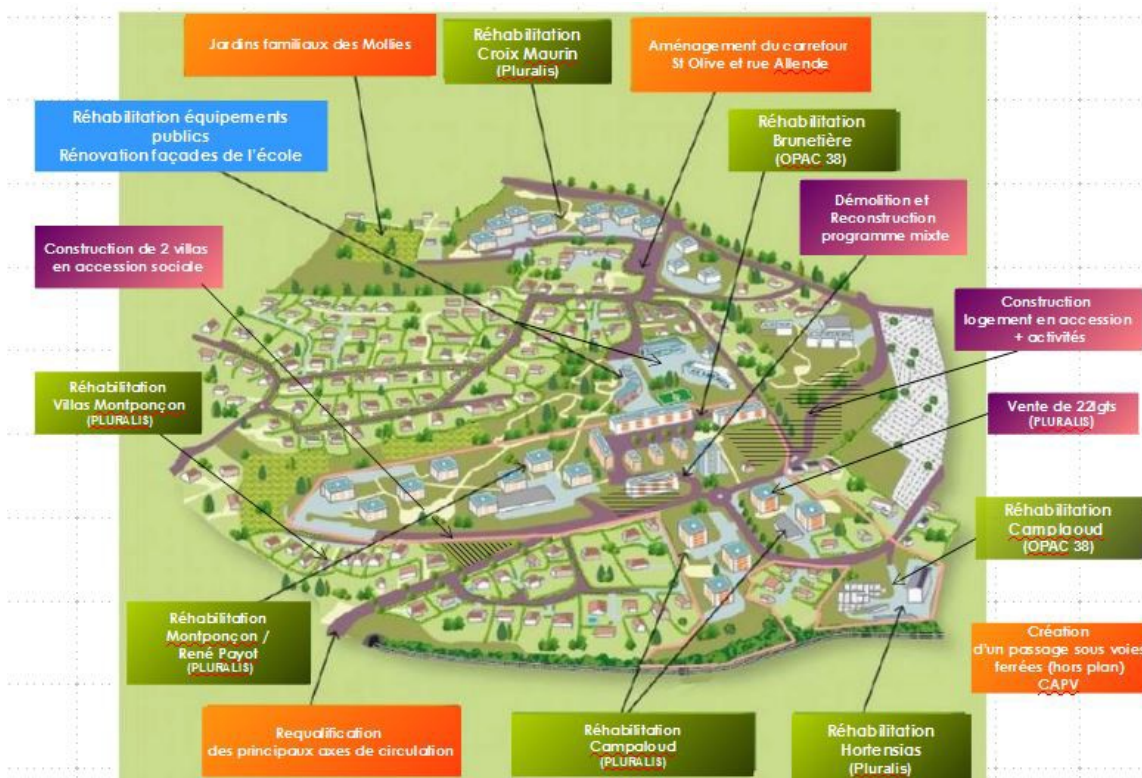 Jardins familiaux des Mollies
Réhabilitation
Croix Maurin
(Pluralis)
Aménagement du carrefour
St Olive et rue Allende
Réhabilitation équipements
publics
Rénovation façades de l'école
Réhabilitation
Brunetière
(OPAC 38)
Démolition et
Reconstruction
programme mixte
Construction de 2 villas
en accession sociale
Construction
logement en accession
+ activités
Réhabilitation
Villas Montponçon
(PLURALIS)
Vente de 22lgts
(PLURALIS)
Réhabilitation
Camplaoud
(OPAC 38)
Réhabilitation
Montponçon /
René Payot
(PLURALIS)
Création
d'un passage sous voies
ferrées (hors plan)
CAPV
Requalification
des principaux axes de circulation
Réhabilitation
Campaloud
(PLURALIS)
Réhabilitation
Hortensias
(Pluralis)